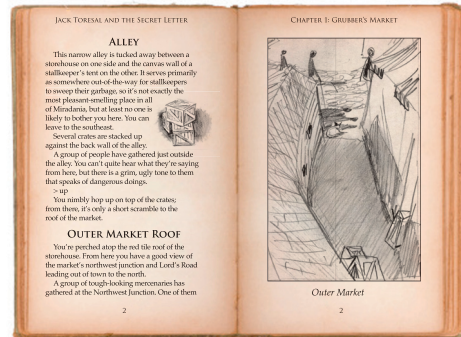 JACK TORESAL AND THE SECRET LETTER
ALLEY
This narrow alley is tucked away between a
storehouse on one side and the canvas wall of a
stallkeeper's tent on the other. It serves primarily
as somewhere out-of-the-way for stallkeepers
to sweep their garbage, so it's not exactly the
most pleasant-smelling place in all
of Miradania, but at least no one is
likely to bother you here. You can
leave to the southeast.
Several crates are stacked up
against the back wall of the alley.
A group of people have gathered just outside
the alley. You can't quite hear what they're saying
from here, but there is a grim, ugly tone to them
that speaks of dangerous doings.
> up
You nimbly hop up on top of the crates;
from there, it's only a short scramble to the
roof of the market.
OUTER MARKET ROOF
You're perched atop the red tile roof of the
storehouse. From here you have a good view of
the market's northwest junction and Lord's Road
leading out of town to the north.
A group of tough-looking mercenaries has
gathered at the Northwest Junction. One of them
2
CHAPTER 1: GRUBBER'S MARKET
Outer Market
2